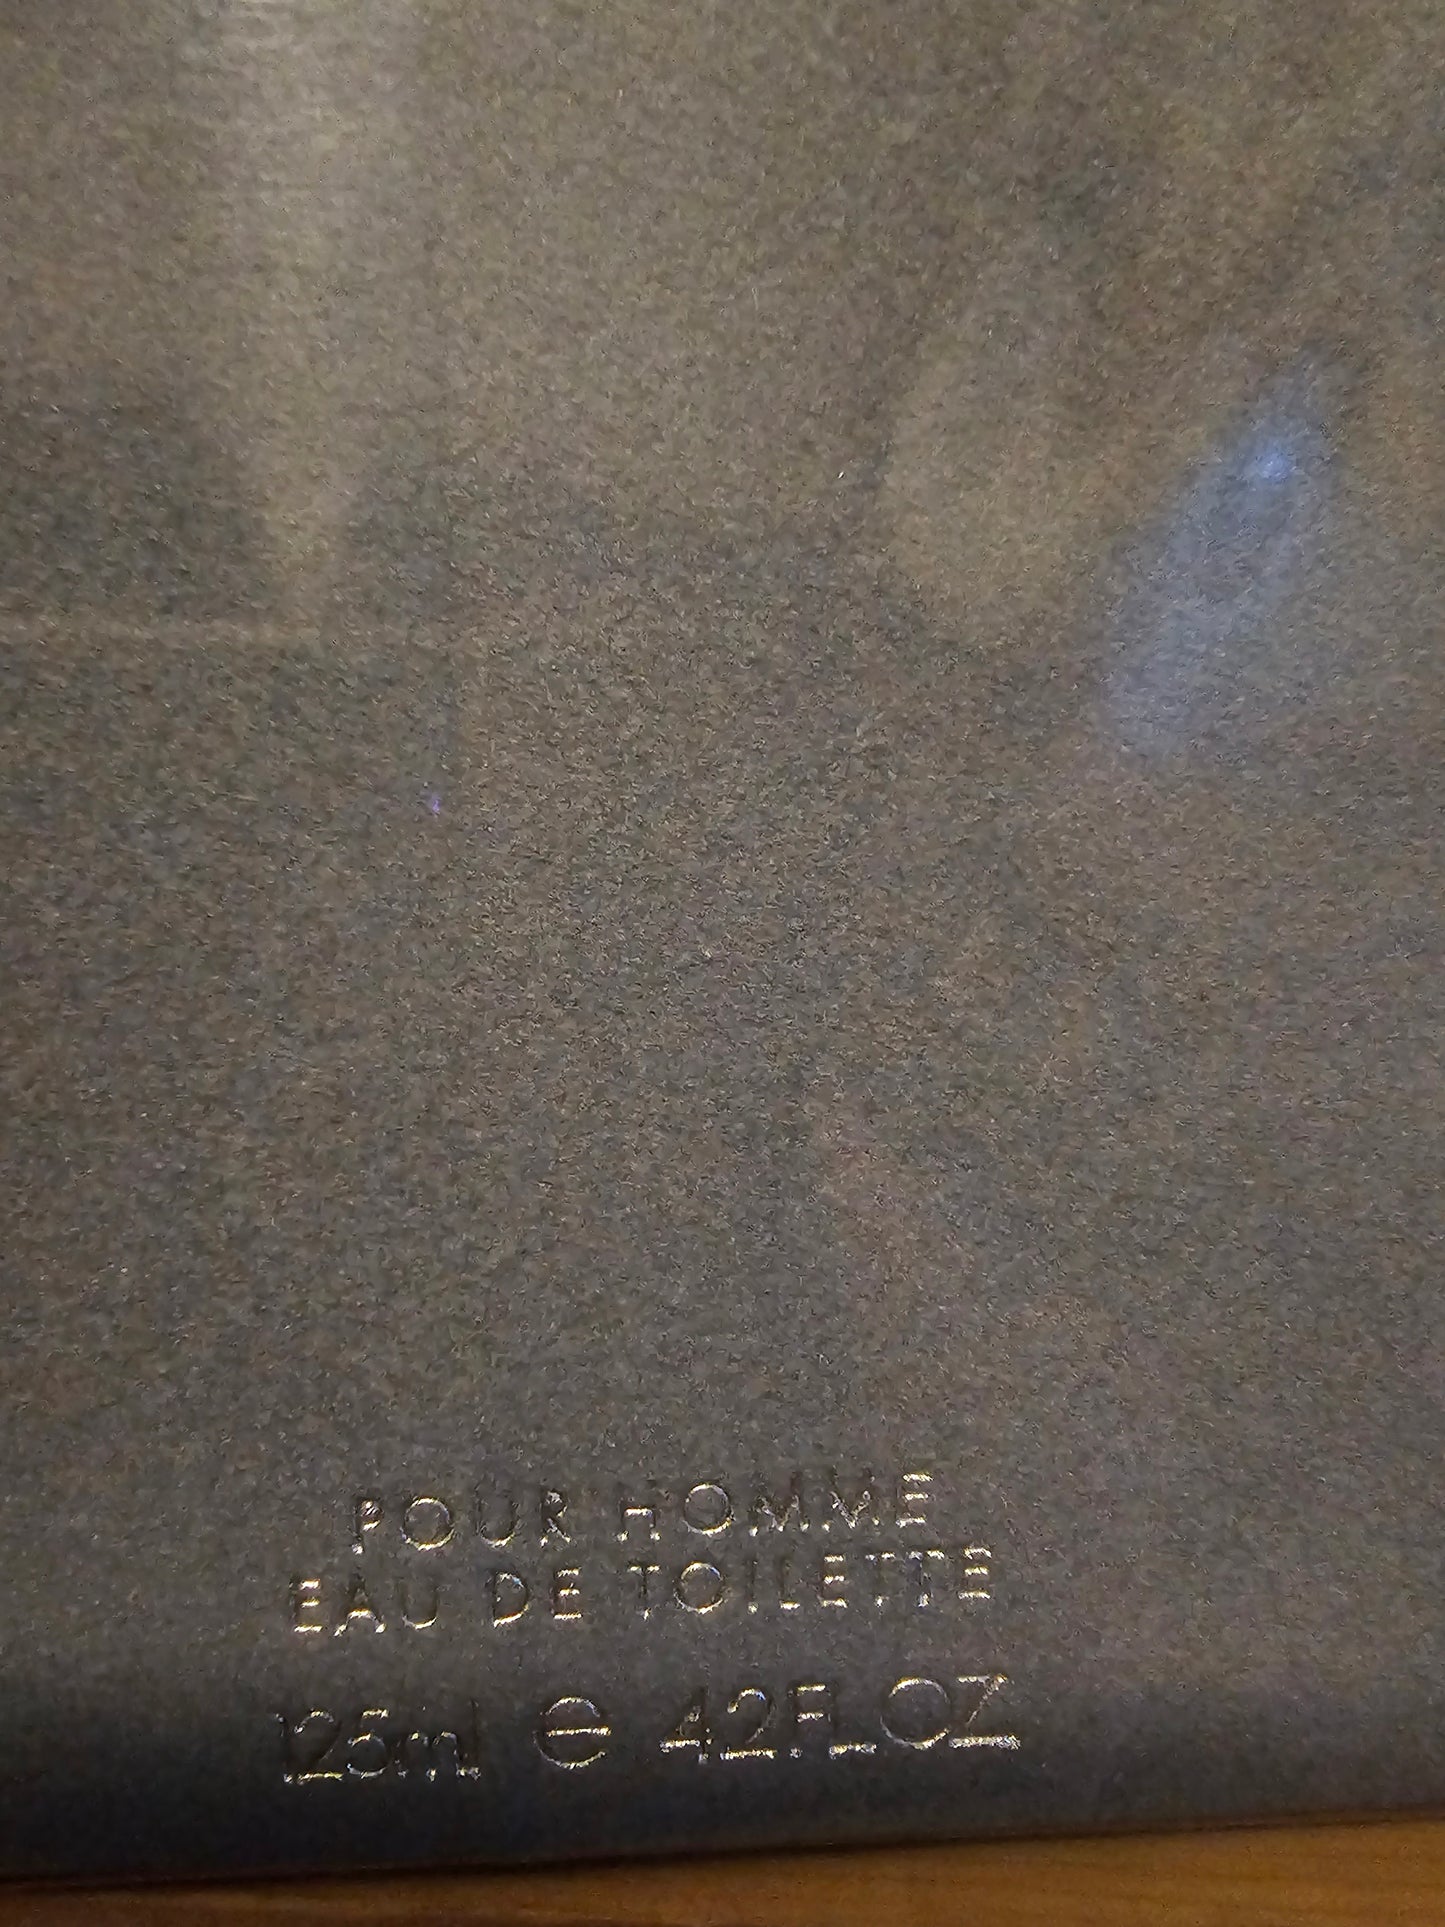 POUR HOMME
EAU DE TOILETTE
125ml ℮ 4.2FL.OZ